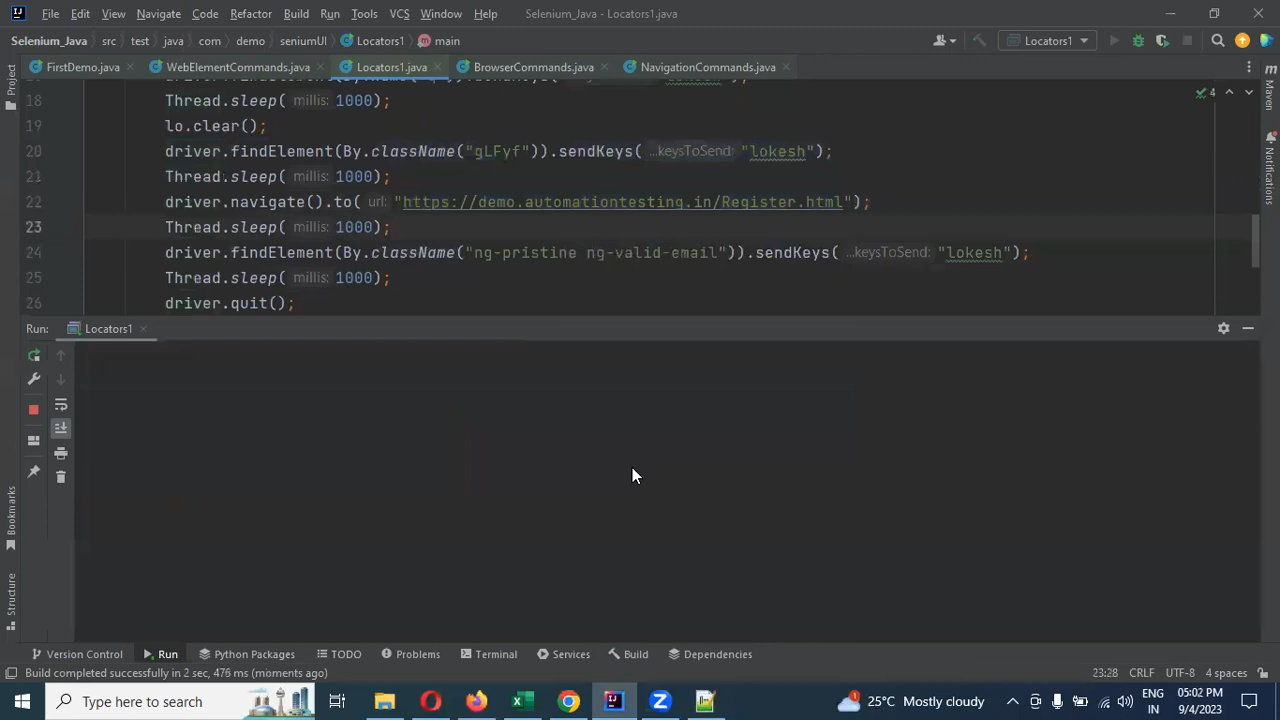 File Edit View Navigate Code Refactor Build Run Tools VCS Window Help Selenium_Java - Locators1.java
Selenium_Java src test java com demo seniumUI Locators1 main Locators1
FirstDemo.java WebElementCommands.java Locators1.java BrowserCommands.java NavigationCommands.java
18 Thread.sleep( millis: 1000); 4
19 lo.clear();
20 driver.findElement(By.className("gLFyf")).sendKeys( ...keysToSend: "lokesh");
21 Thread.sleep( millis: 1000);
22 driver.navigate().to( url: "https://demo.automationtesting.in/Register.html");
23 Thread.sleep( millis: 1000);
24 driver.findElement(By.className("ng-pristine ng-valid-email")).sendKeys( ...keysToSend: "lokesh");
25 Thread.sleep( millis: 1000);
26 driver.quit();
Run: Locators1
Project
Bookmarks
Structure
Maven
Notifications
Version Control Run Python Packages TODO Problems Terminal Services Build Dependencies
Build completed successfully in 2 sec, 476 ms (moments ago) 23:28 CRLF UTF-8 4 spaces
Type here to search 25°C Mostly cloudy ENG IN 05:02 PM 9/4/2023